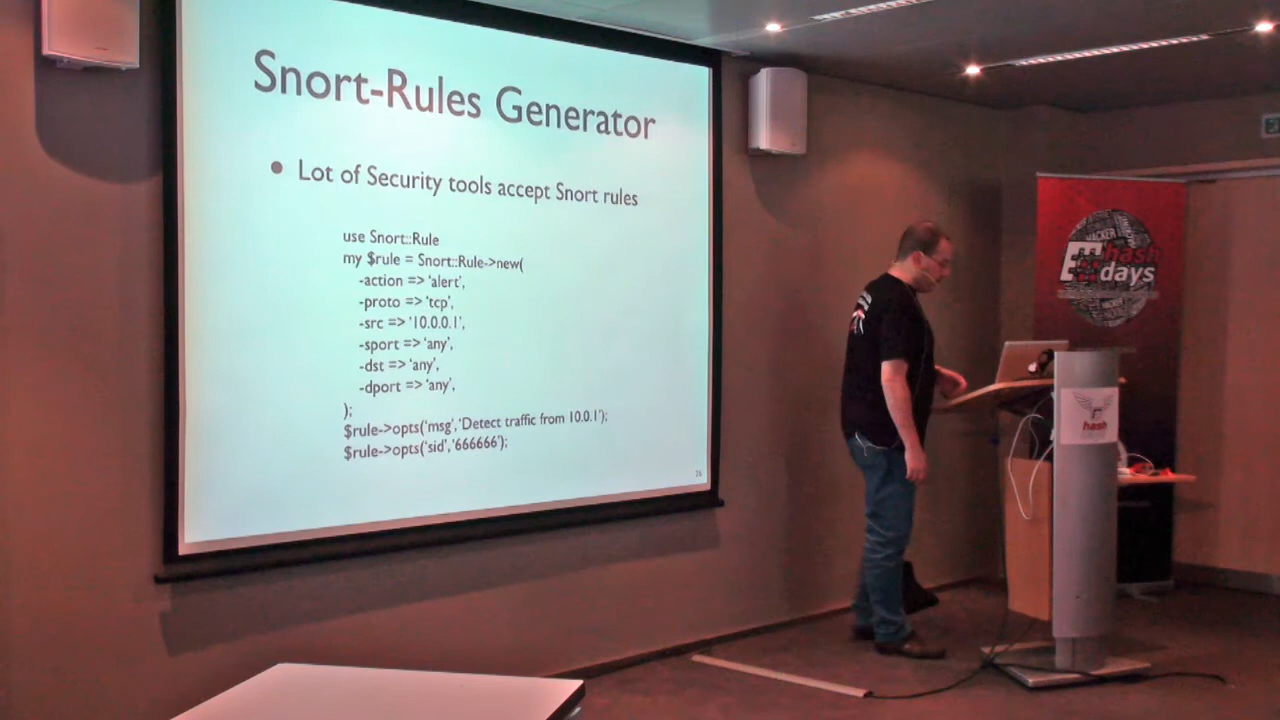 Snort-Rules Generator
• Lot of Security tools accept Snort rules
use Snort::Rule
my $rule = Snort::Rule->new(
-action => 'alert',
-proto => 'tcp',
-src => '10.0.0.1',
-sport => 'any',
-dst => 'any',
-dport => 'any',
);
$rule->opts('msg','Detect traffic from 10.0.1');
$rule->opts('sid','666666');
HACKER
hash
days
hash